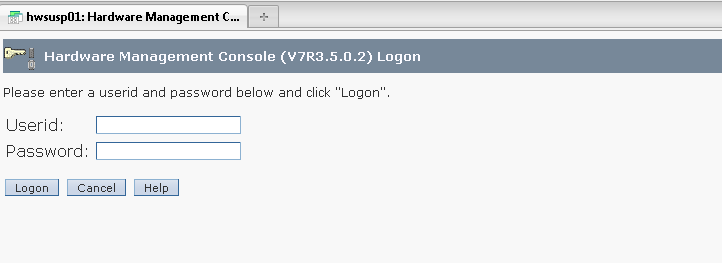 hwsusp01: Hardware Management C...
Hardware Management Console (V7R3.5.0.2) Logon
Please enter a userid and password below and click "Logon".
Userid:
Password:
Logon Cancel Help